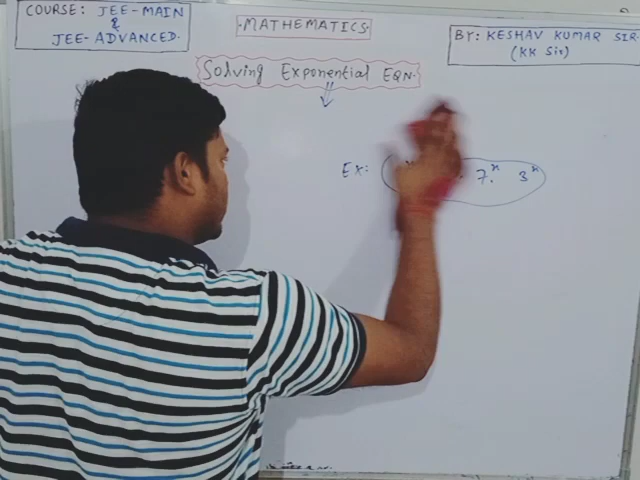 COURSE: JEE-MAIN
&
JEE-ADVANCED.
MATHEMATICS.
BY: KESHAV KUMAR SIR.
(KK Sir)
Solving Exponential EQN.
Ex: 7.ˣ 3ˣ